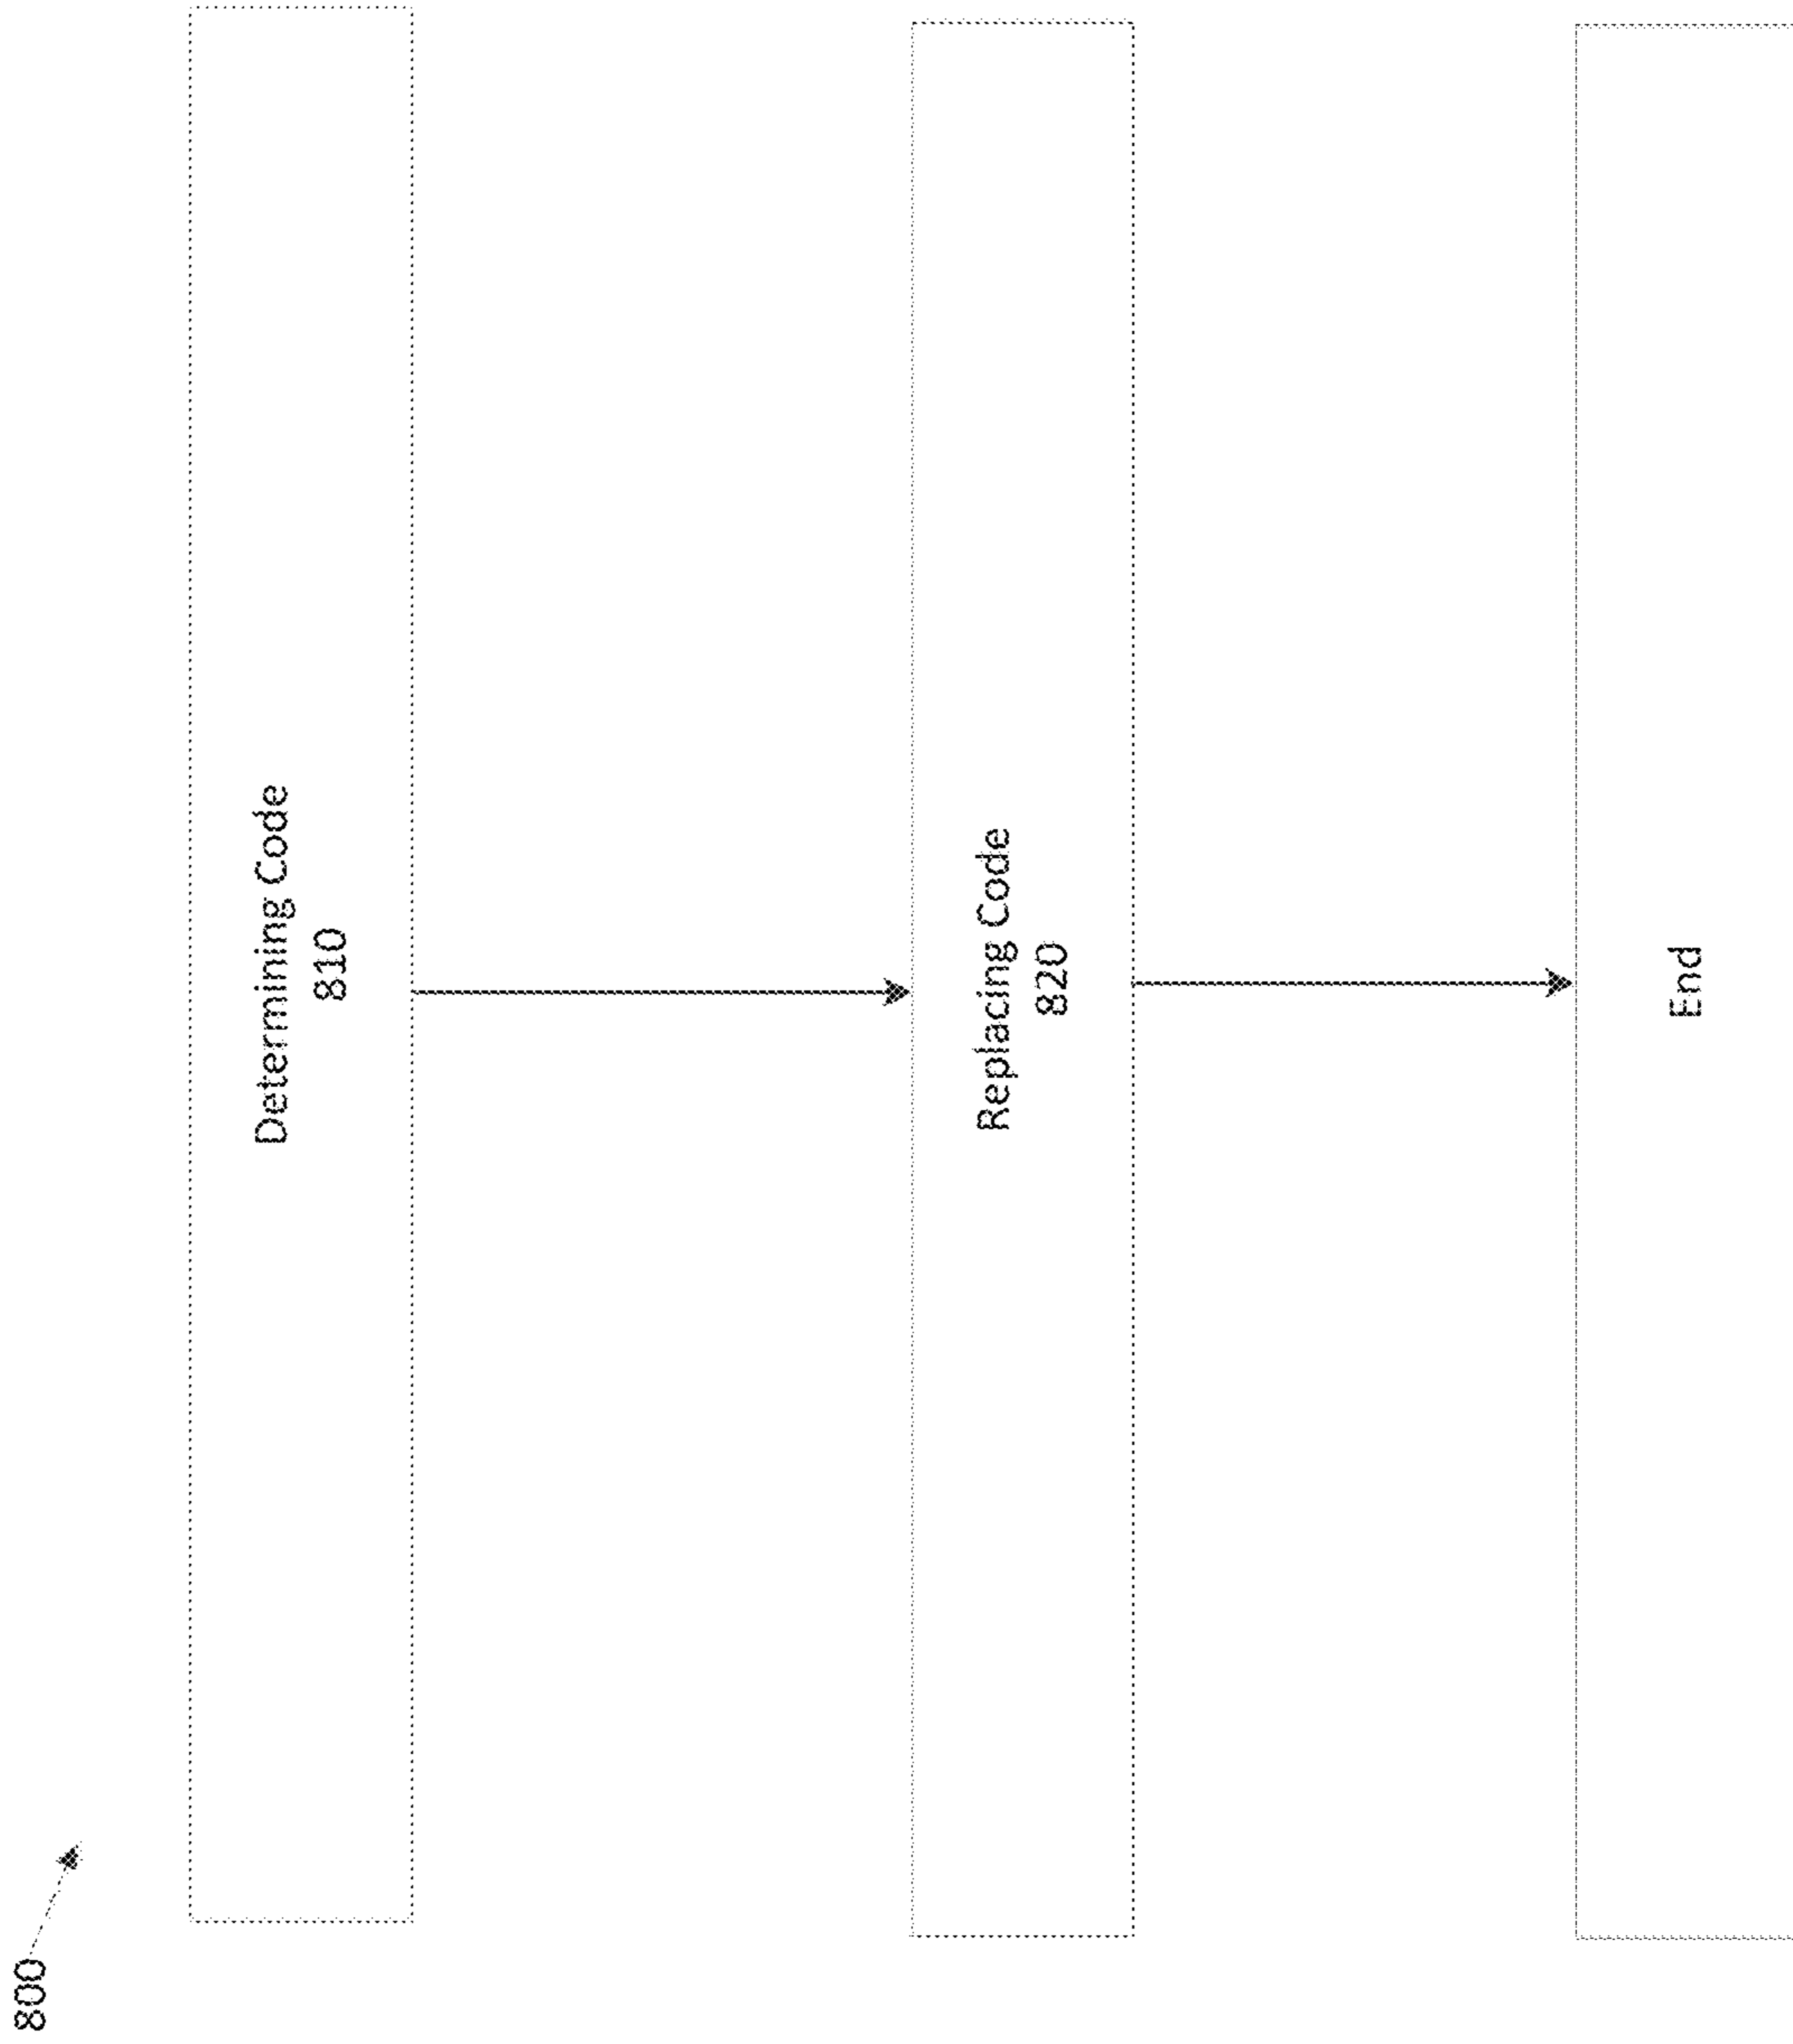 800
Determining Code
810
Replacing Code
820
End